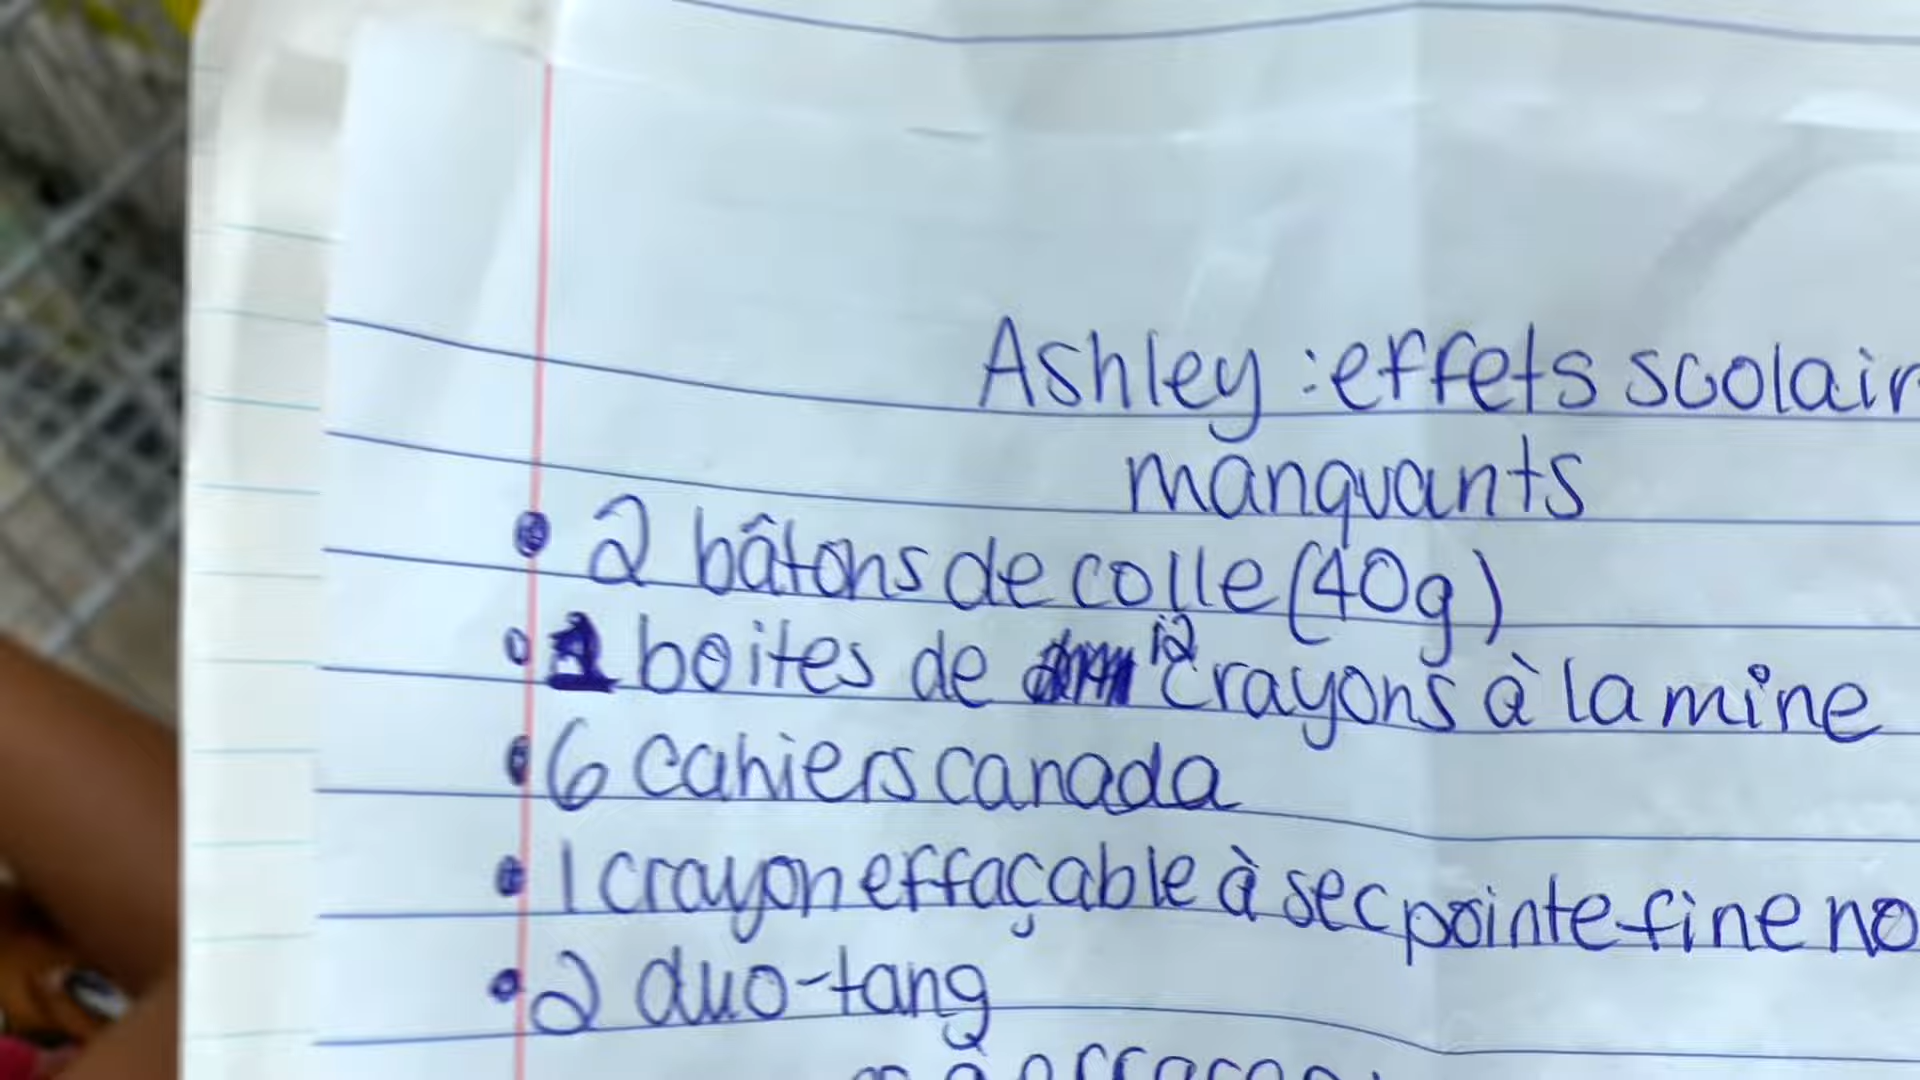 Ashley : effets scolair
manquants
• 2 bâtons de colle (40g)
• 1 boites de 12 crayons à la mine
• 6 cahiers canada
• 1 crayon effaçable à sec pointe fine no
• 2 duo-tang